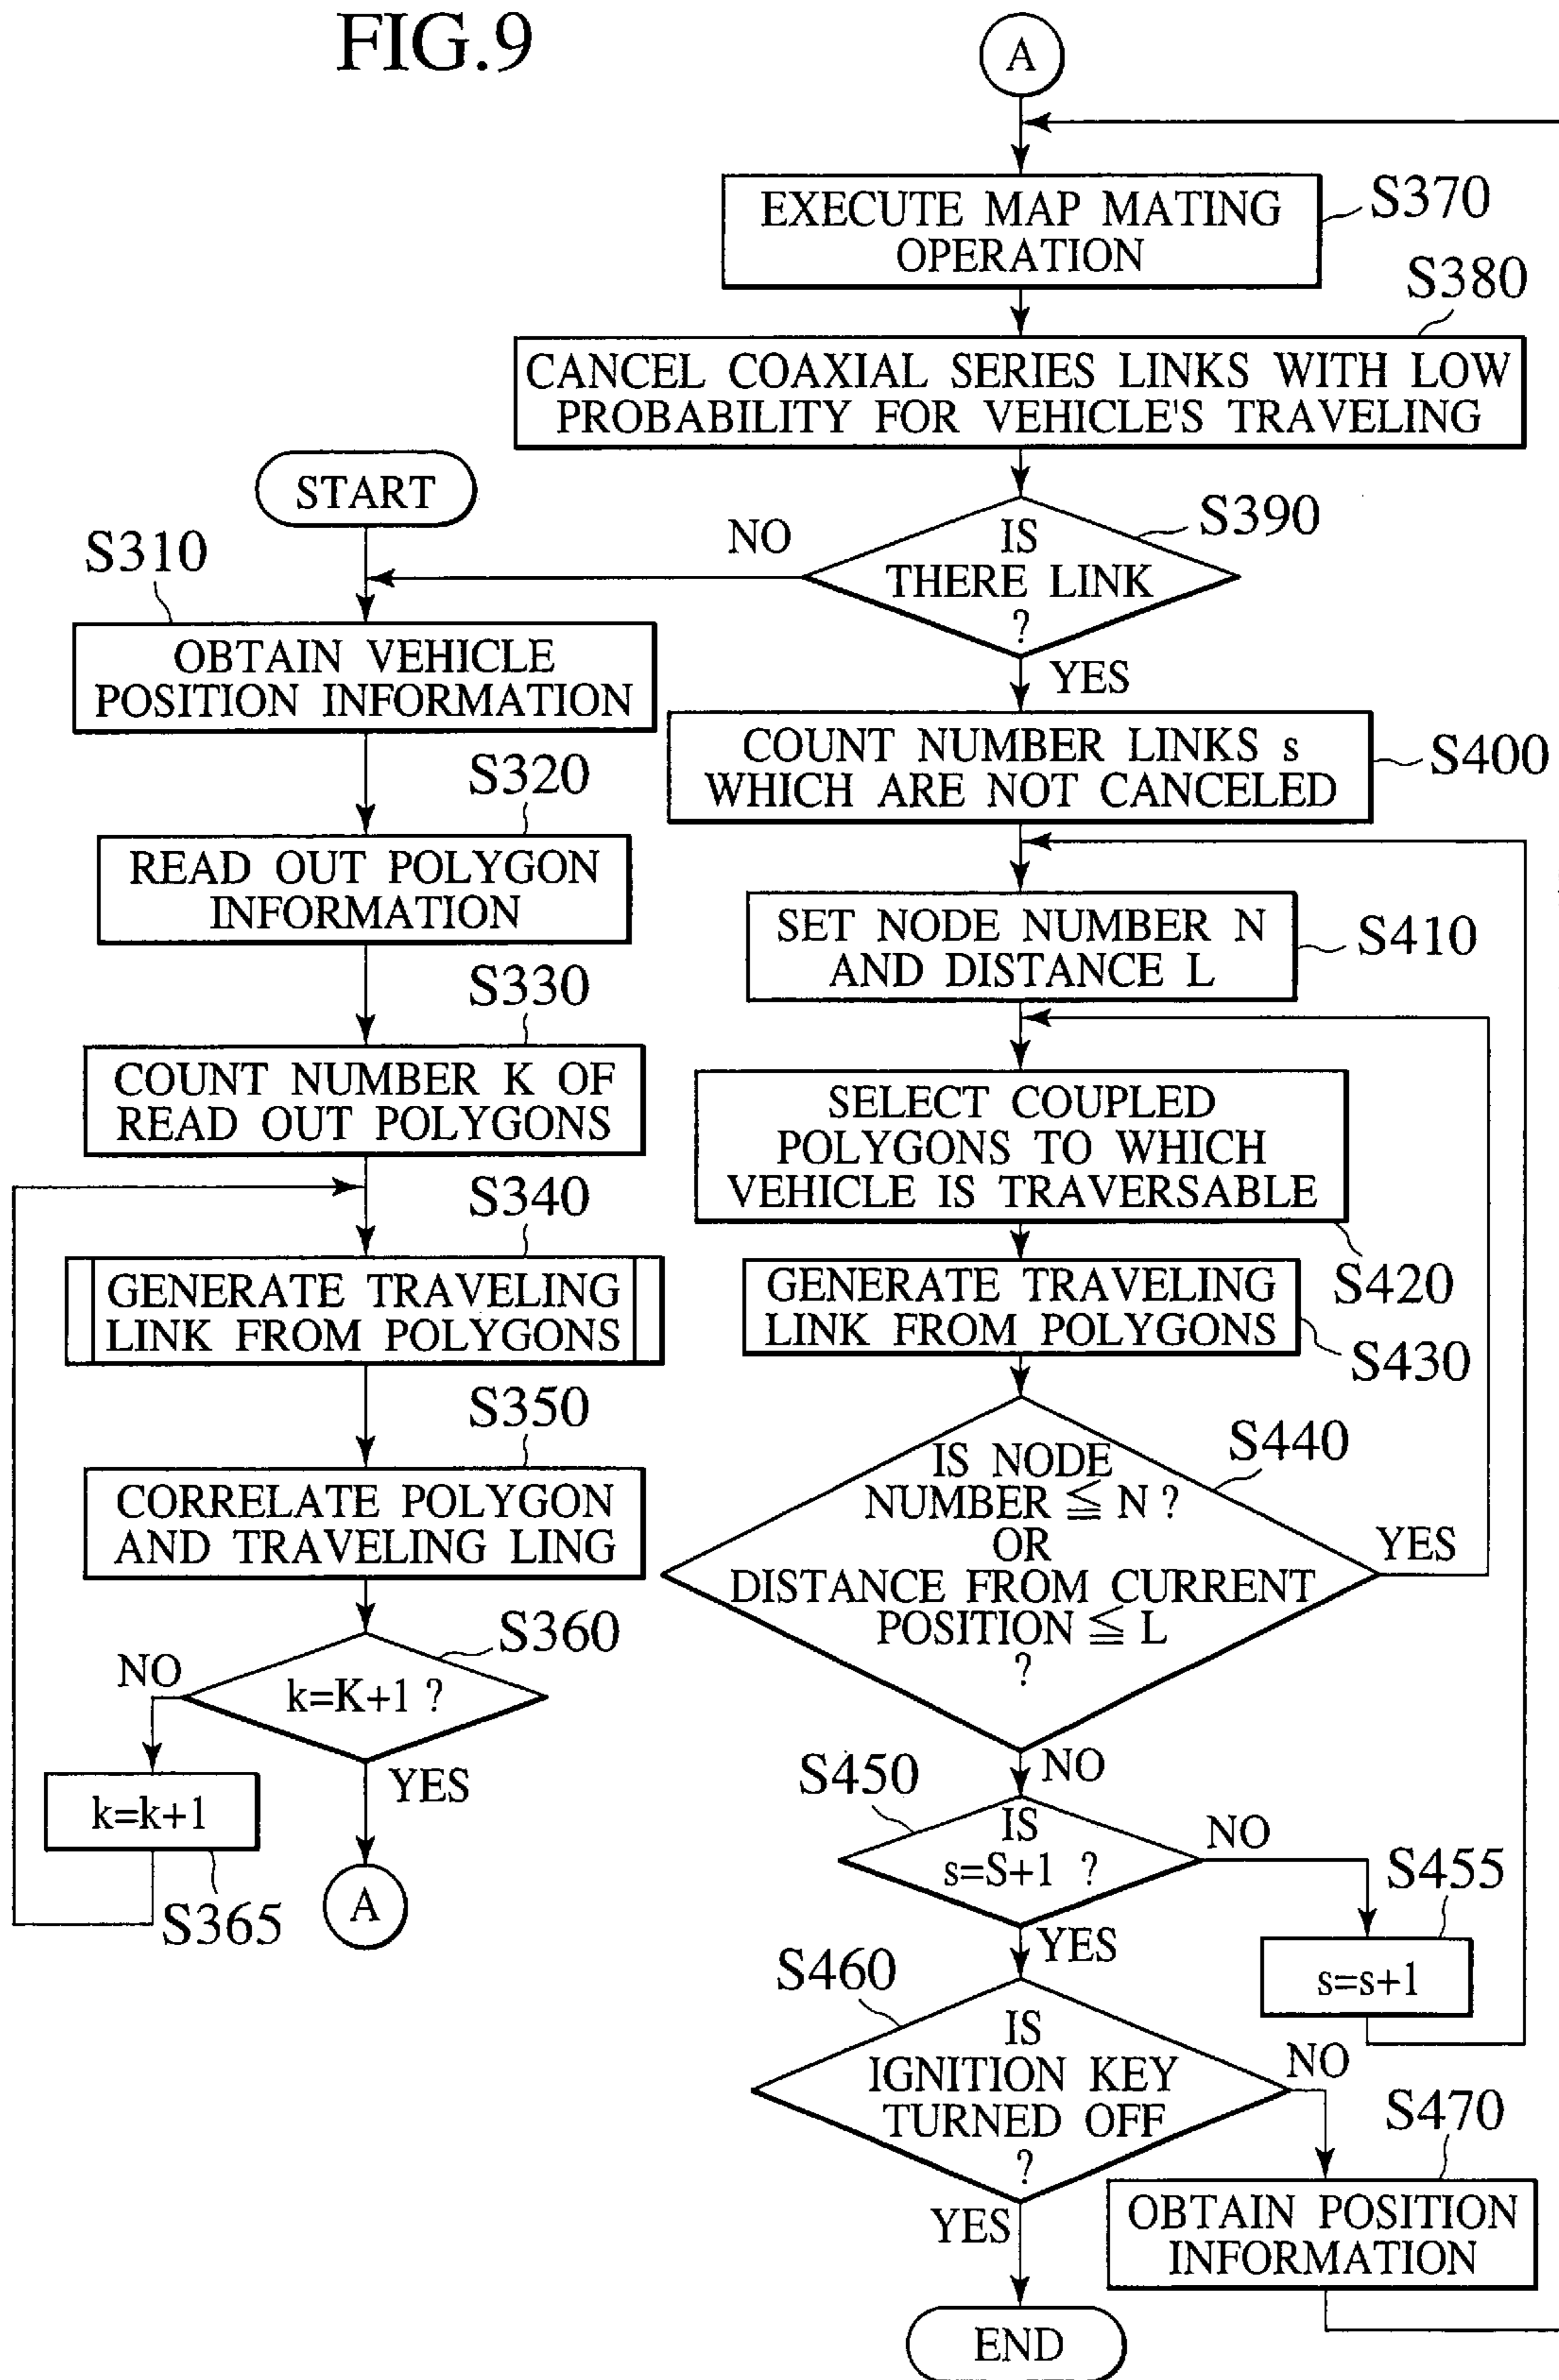 FIG.9
START
S310
OBTAIN VEHICLE
POSITION INFORMATION
S320
READ OUT POLYGON
INFORMATION
S330
COUNT NUMBER K OF
READ OUT POLYGONS
S340
GENERATE TRAVELING
LINK FROM POLYGONS
S350
CORRELATE POLYGON
AND TRAVELING LING
S360
k=K+1 ?
NO
YES
k=k+1
S365
A
A
EXECUTE MAP MATING
OPERATION
S370
S380
CANCEL COAXIAL SERIES LINKS WITH LOW
PROBABILITY FOR VEHICLE'S TRAVELING
S390
IS
THERE LINK
?
NO
YES
COUNT NUMBER LINKS s
WHICH ARE NOT CANCELED
S400
SET NODE NUMBER N
AND DISTANCE L
S410
SELECT COUPLED
POLYGONS TO WHICH
VEHICLE IS TRAVERSABLE
S420
GENERATE TRAVELING
LINK FROM POLYGONS
S430
S440
IS NODE
NUMBER ≦ N ?
OR
DISTANCE FROM CURRENT
POSITION ≦ L
?
YES
NO
S450
IS
s=S+1 ?
NO
YES
S455
s=s+1
S460
IS
IGNITION KEY
TURNED OFF
?
NO
YES
S470
OBTAIN POSITION
INFORMATION
END